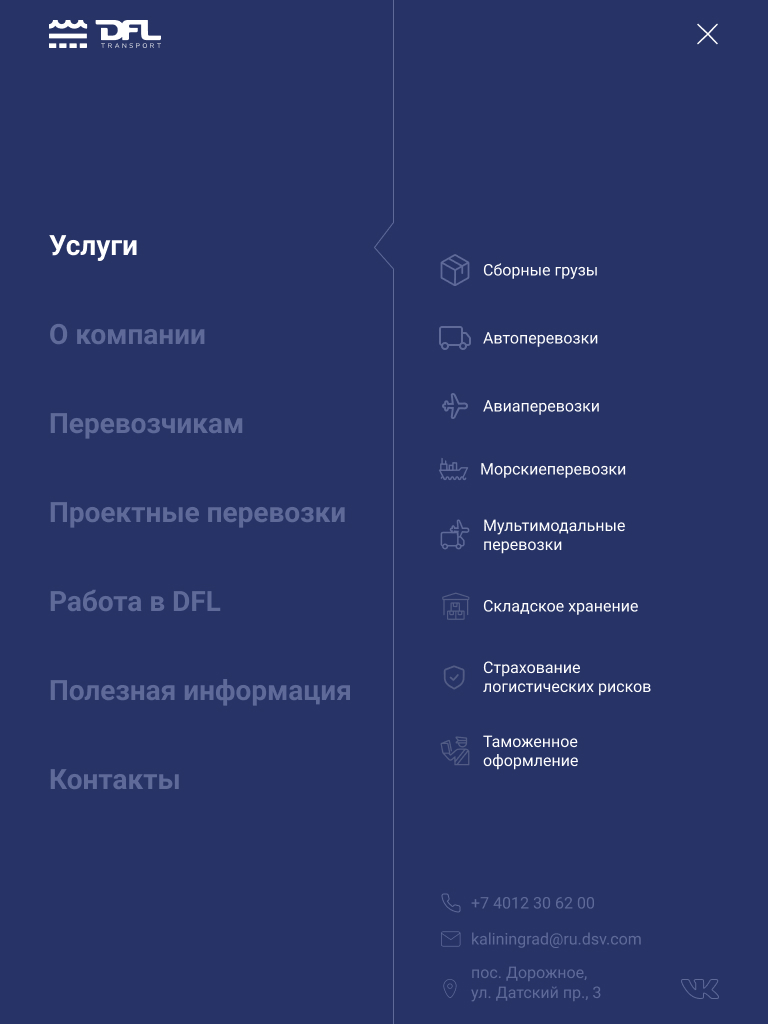 DFL
TRANSPORT
Услуги
О компании
Перевозчикам
Проектные перевозки
Работа в DFL
Полезная информация
Контакты
Сборные грузы
Автоперевозки
Авиаперевозки
Морскиеперевозки
Мультимодальные
перевозки
Складское хранение
Страхование
логистических рисков
Таможенное
оформление
+7 4012 30 62 00
kaliningrad@ru.dsv.com
пос. Дорожное,
ул. Датский пр., 3
VK